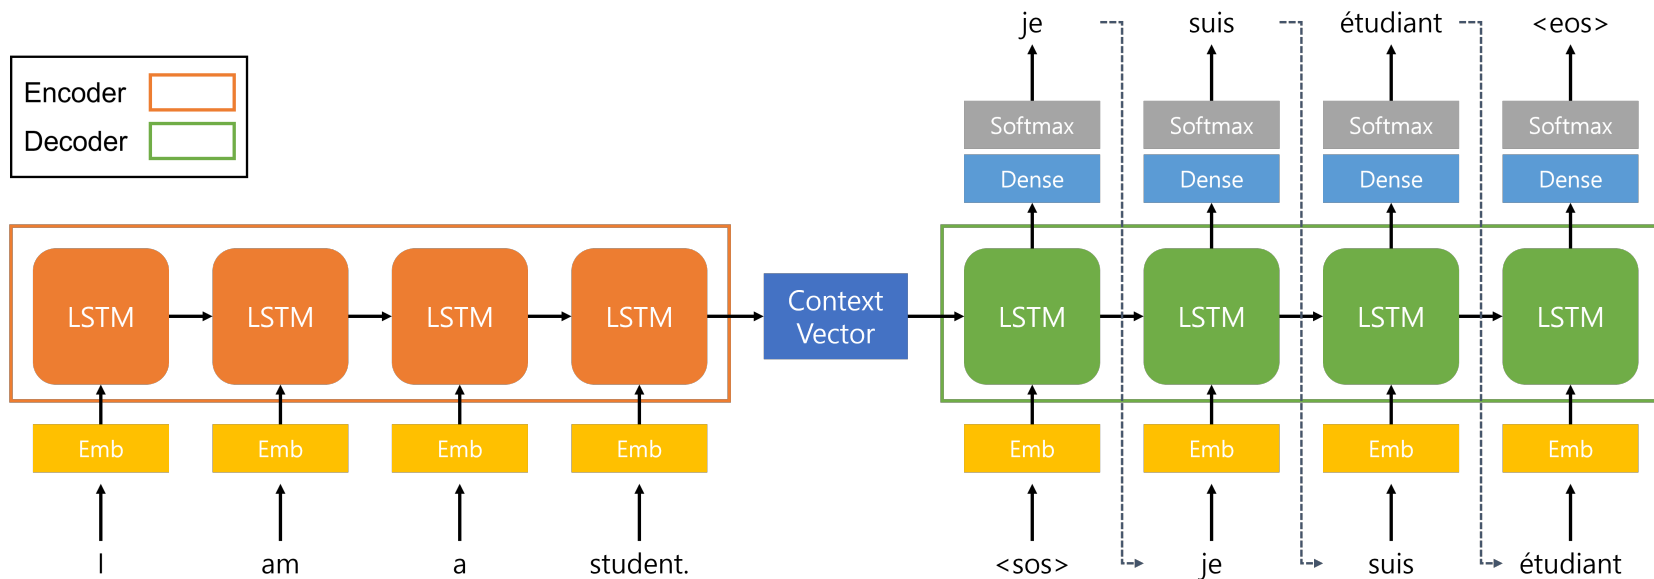 je suis étudiant <eos>
Encoder
Decoder
Softmax Softmax Softmax Softmax
Dense Dense Dense Dense
LSTM LSTM LSTM LSTM
Context
Vector
LSTM LSTM LSTM LSTM
Emb Emb Emb Emb
Emb Emb Emb Emb
I am a student.
<sos> je suis étudiant